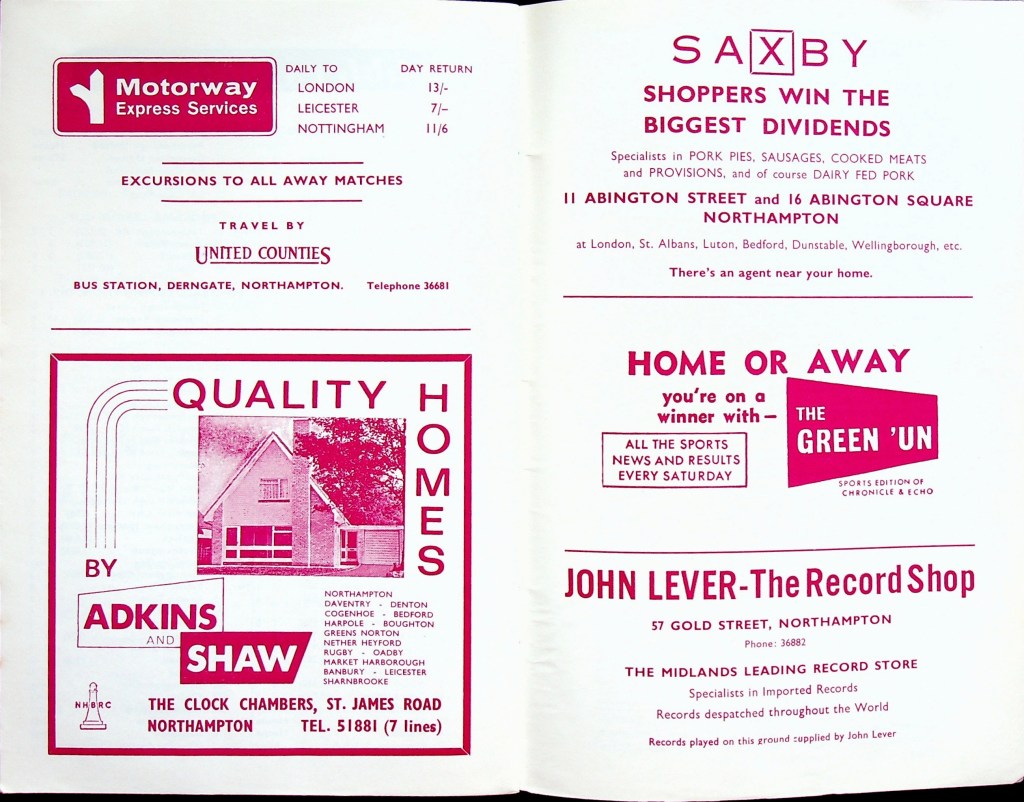 Motorway
Express Services
DAILY TO DAY RETURN
LONDON 13/-
LEICESTER 7/-
NOTTINGHAM 11/6
EXCURSIONS TO ALL AWAY MATCHES
TRAVEL BY
UNITED COUNTIES
BUS STATION, DERNGATE, NORTHAMPTON. Telephone 36681
QUALITY HOMES
BY
ADKINS
AND
SHAW
NORTHAMPTON
DAVENTRY - DENTON
COGENHOE - BEDFORD
HARPOLE - BOUGHTON
GREENS NORTON
NETHER HEYFORD
RUGBY - OADBY
MARKET HARBOROUGH
BANBURY - LEICESTER
SHARNBROOKE
NHBRC
THE CLOCK CHAMBERS, ST. JAMES ROAD
NORTHAMPTON TEL. 51881 (7 lines)
SAXBY
SHOPPERS WIN THE
BIGGEST DIVIDENDS
Specialists in PORK PIES, SAUSAGES, COOKED MEATS
and PROVISIONS, and of course DAIRY FED PORK
11 ABINGTON STREET and 16 ABINGTON SQUARE
NORTHAMPTON
at London, St. Albans, Luton, Bedford, Dunstable, Wellingborough, etc.
There's an agent near your home.
HOME OR AWAY
you're on a
winner with —
THE
GREEN 'UN
ALL THE SPORTS
NEWS AND RESULTS
EVERY SATURDAY
SPORTS EDITION OF
CHRONICLE & ECHO
JOHN LEVER - The Record Shop
57 GOLD STREET, NORTHAMPTON
Phone: 36882
THE MIDLANDS LEADING RECORD STORE
Specialists in Imported Records
Records despatched throughout the World
Records played on this ground supplied by John Lever